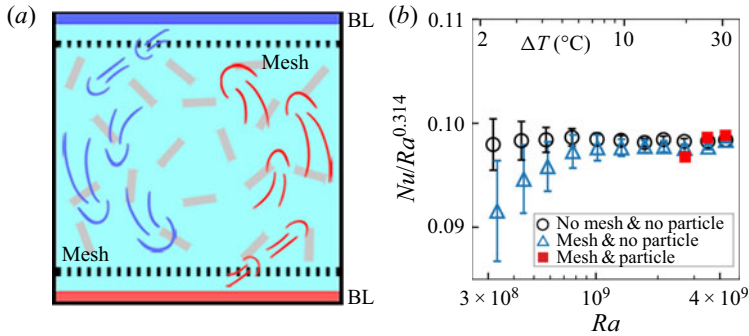 (a)
BL
Mesh
Mesh
BL
(b)
0.11
2 10 30
ΔT (°C)
0.10
Nu/Ra^0.314
0.09
No mesh & no particle
Mesh & no particle
Mesh & particle
3 × 10^8 10^9 4 × 10^9
Ra